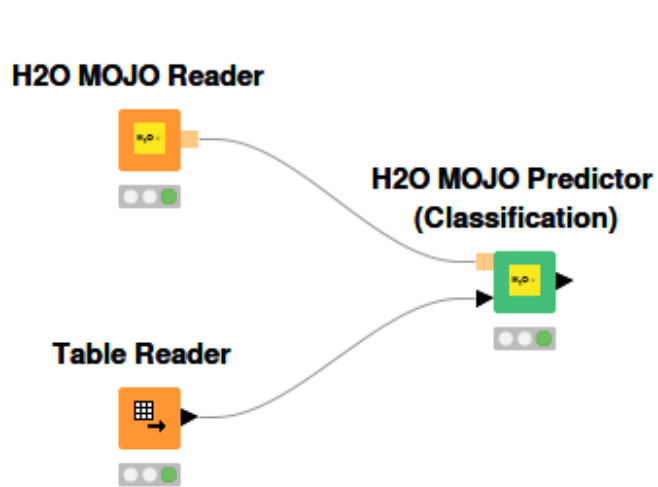 H2O MOJO Reader
H2O MOJO Predictor
(Classification)
Table Reader